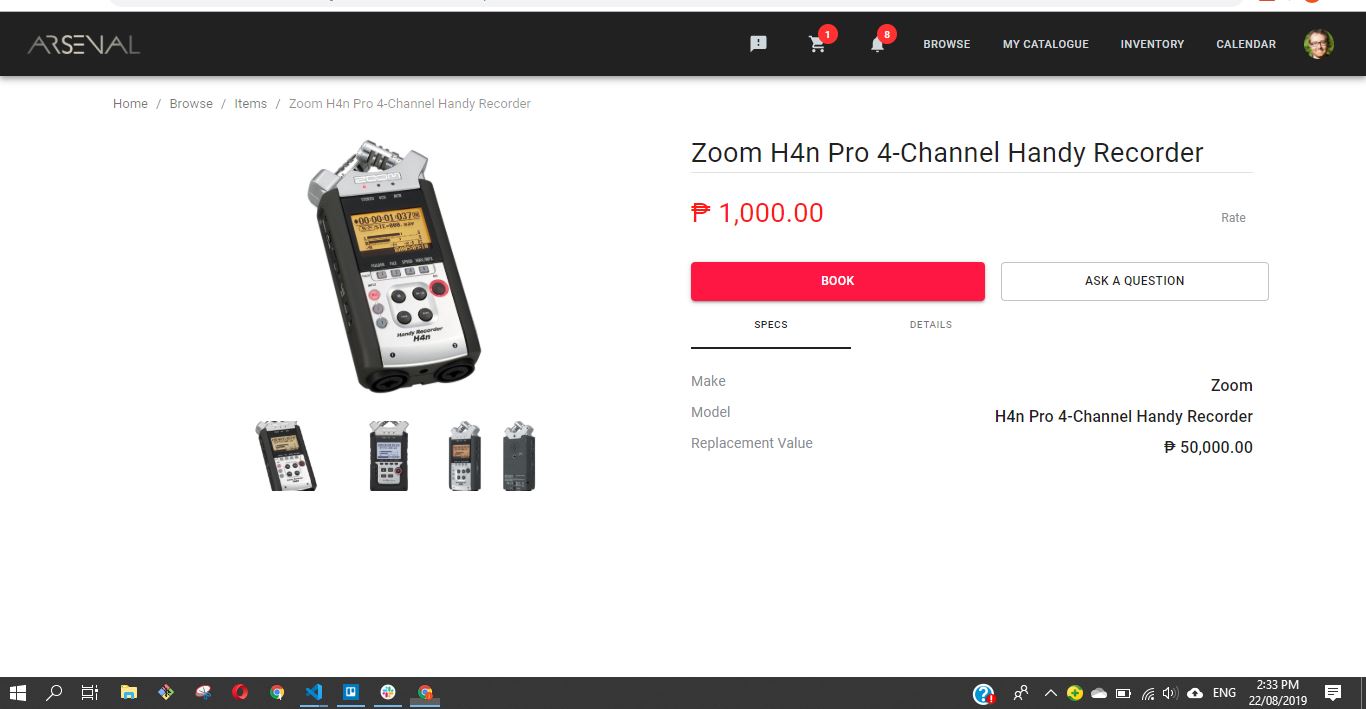 ARSENAL
1
8
BROWSE
MY CATALOGUE
INVENTORY
CALENDAR
Home / Browse / Items / Zoom H4n Pro 4-Channel Handy Recorder
Zoom H4n Pro 4-Channel Handy Recorder
₱ 1,000.00
Rate
BOOK
ASK A QUESTION
SPECS
DETAILS
Make
Zoom
Model
H4n Pro 4-Channel Handy Recorder
Replacement Value
₱ 50,000.00
Handy Recorder
H4n
ENG
2:33 PM
22/08/2019